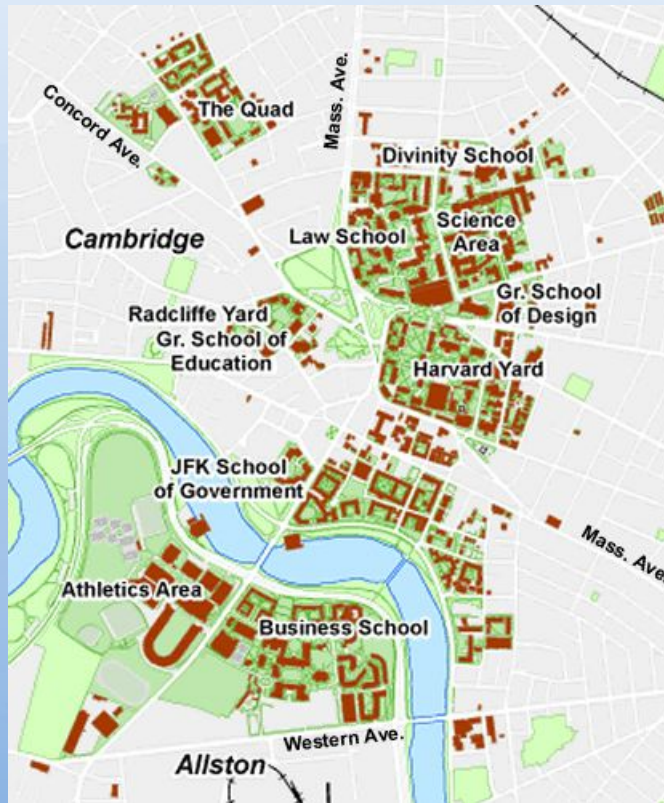 The Quad
Mass. Ave.
Concord Ave.
Divinity School
Science
Area
Cambridge
Law School
Gr. School
of Design
Radcliffe Yard
Gr. School of
Education
Harvard Yard
JFK School
of Government
Mass. Ave.
Athletics Area
Business School
Western Ave.
Allston